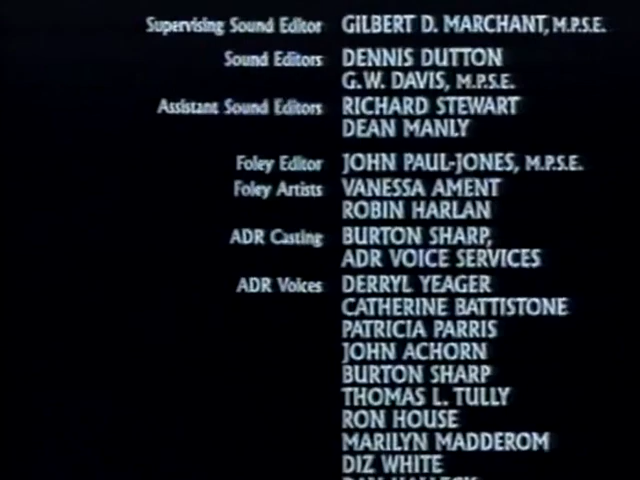 Supervising Sound Editor GILBERT D. MARCHANT, M.P.S.E.
Sound Editors DENNIS DUTTON
G.W. DAVIS, M.P.S.E.
Assistant Sound Editors RICHARD STEWART
DEAN MANLY
Foley Editor JOHN PAUL-JONES, M.P.S.E.
Foley Artists VANESSA AMENT
ROBIN HARLAN
ADR Casting BURTON SHARP,
ADR VOICE SERVICES
ADR Voices DERRYL YEAGER
CATHERINE BATTISTONE
PATRICIA PARRIS
JOHN ACHORN
BURTON SHARP
THOMAS L. TULLY
RON HOUSE
MARILYN MADDEROM
DIZ WHITE